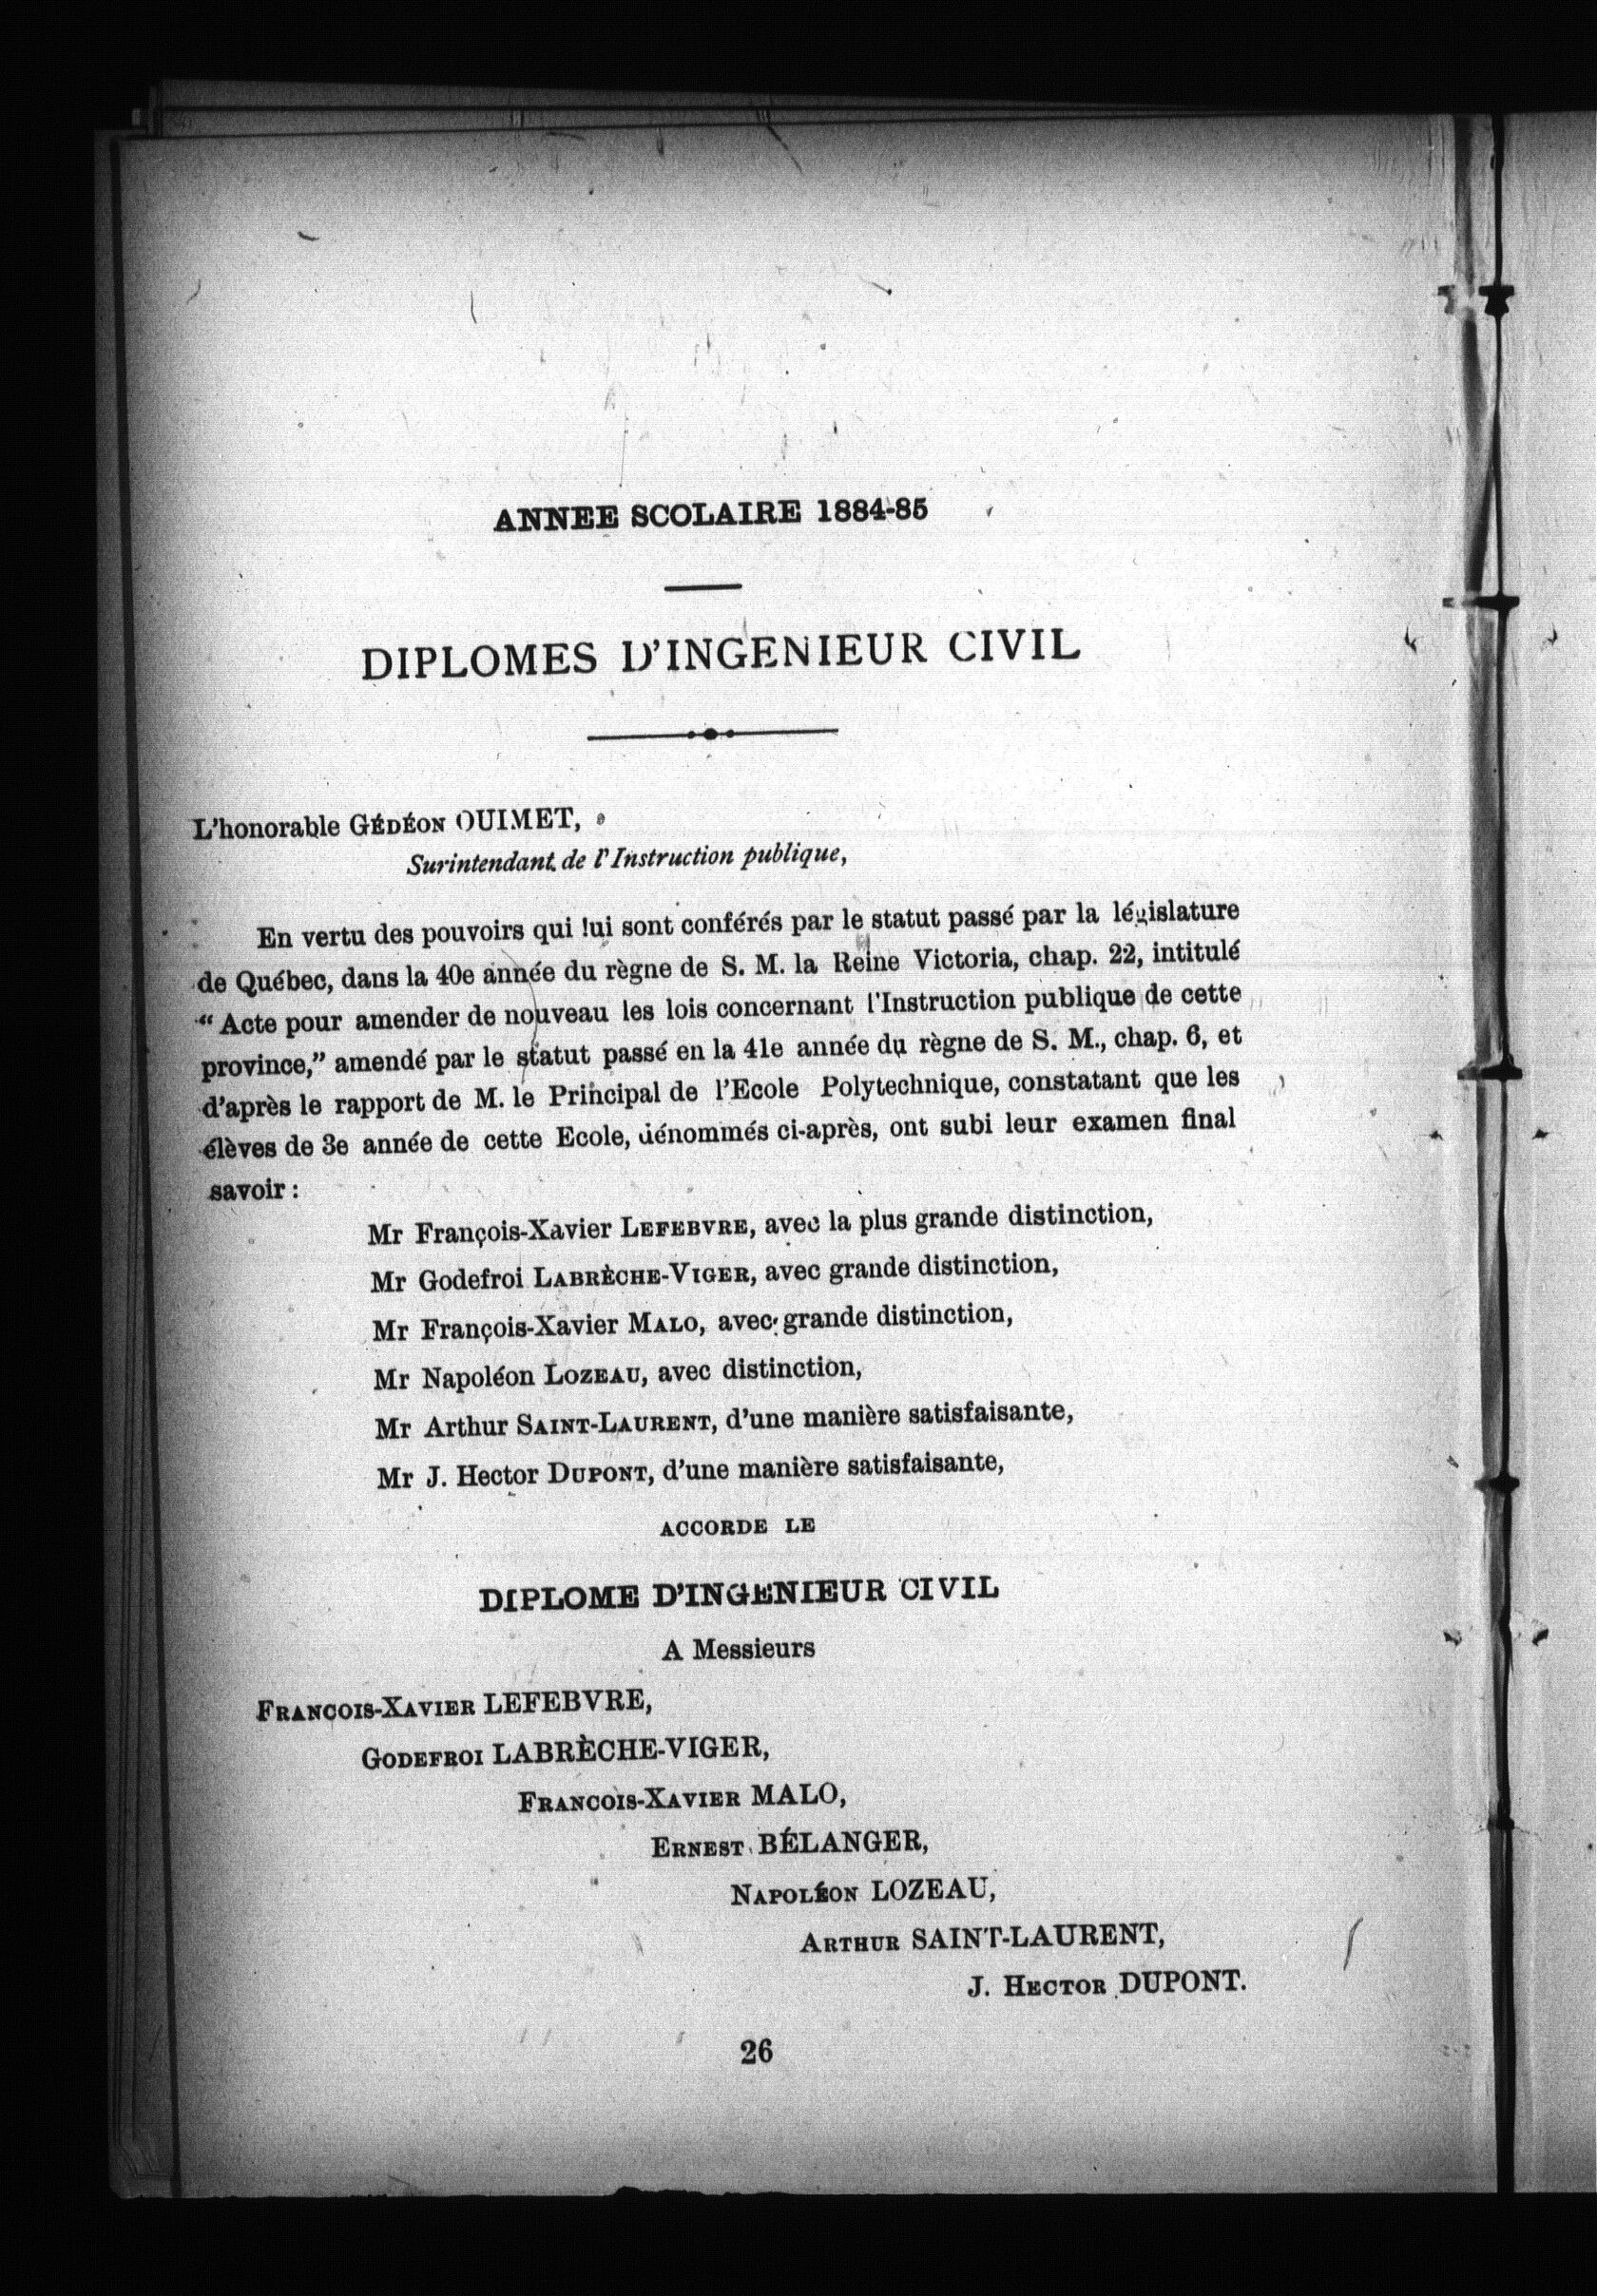 ANNEE SCOLAIRE 1884-85
DIPLOMES D'INGENIEUR CIVIL
L'honorable GÉDÉON OUIMET,
Surintendant de l'Instruction publique,
En vertu des pouvoirs qui lui sont conférés par le statut passé par la législature
de Québec, dans la 40e année du règne de S. M. la Reine Victoria, chap. 22, intitulé
“Acte pour amender de nouveau les lois concernant l'Instruction publique de cette
province,” amendé par le statut passé en la 41e année du règne de S. M., chap. 6, et
d'après le rapport de M. le Principal de l'Ecole Polytechnique, constatant que les
élèves de 3e année de cette Ecole, dénommés ci-après, ont subi leur examen final
savoir :
Mr François-Xavier LEFEBVRE, avec la plus grande distinction,
Mr Godefroi LABRÈCHE-VIGER, avec grande distinction,
Mr François-Xavier MALO, avec grande distinction,
Mr Napoléon LOZEAU, avec distinction,
Mr Arthur SAINT-LAURENT, d'une manière satisfaisante,
Mr J. Hector DUPONT, d'une manière satisfaisante,
ACCORDE LE
DIPLOME D'INGENIEUR CIVIL
A Messieurs
FRANÇOIS-XAVIER LEFEBVRE,
GODEFROI LABRÈCHE-VIGER,
FRANCOIS-XAVIER MALO,
ERNEST BÉLANGER,
NAPOLÉON LOZEAU,
ARTHUR SAINT-LAURENT,
J. HECTOR DUPONT.
26